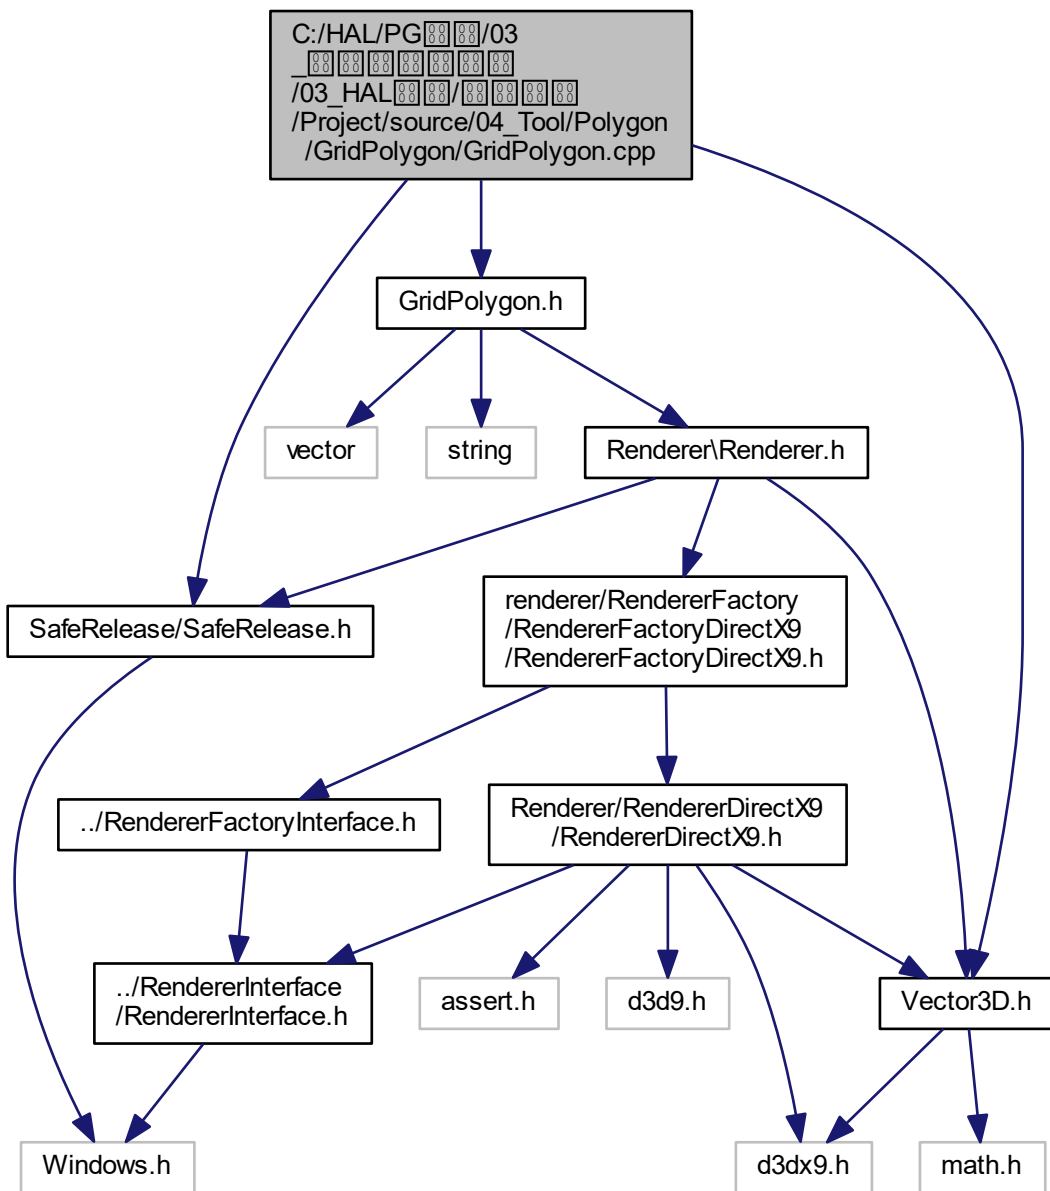 C:/HAL/PG/03
_
/03_HAL/
/Project/source/04_Tool/Polygon
/GridPolygon/GridPolygon.cpp
GridPolygon.h
vector
string
Renderer\Renderer.h
SafeRelease/SafeRelease.h
renderer/RendererFactory
/RendererFactoryDirectX9
/RendererFactoryDirectX9.h
../RendererFactoryInterface.h
Renderer/RendererDirectX9
/RendererDirectX9.h
../RendererInterface
/RendererInterface.h
assert.h
d3d9.h
Vector3D.h
Windows.h
d3dx9.h
math.h